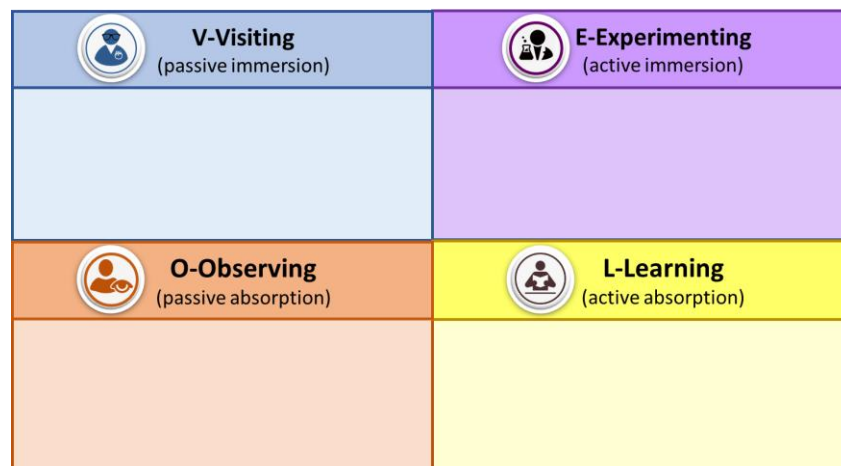 V-Visiting
(passive immersion)
E-Experimenting
(active immersion)
O-Observing
(passive absorption)
L-Learning
(active absorption)